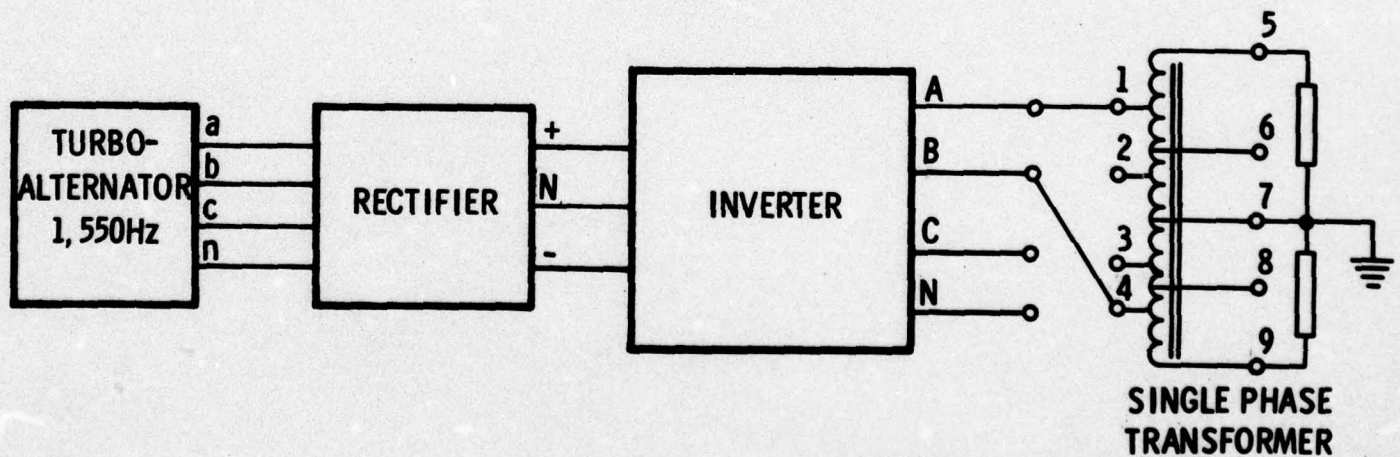 TURBO-
ALTERNATOR
1,550Hz
a
b
c
n
RECTIFIER
+
N
-
INVERTER
A
B
C
N
1
2
3
4
5
6
7
8
9
SINGLE PHASE
TRANSFORMER